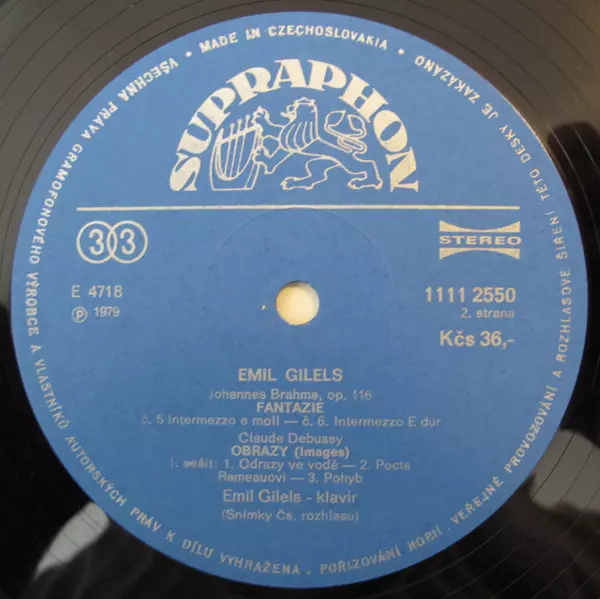 VŠECHNA PRÁVA GRAMOFONOVÉHO VÝROBCE A VLASTNÍKŮ AUTORSKÝCH PRÁV K DÍLU VYHRAŽENA. POŘIZOVÁNÍ KOPIÍ - VEŘEJNÉ PROVOZOVÁNÍ A ROZHLASOVÉ ŠÍŘENÍ TÉTO DESKY JE ZAKÁZÁNO • MADE IN CZECHOSLOVAKIA •
SUPRAPHON
33
STEREO
E 4718
1111 2550
℗ 1979
2. strana
Kčs 36,-
EMIL GILELS
Johannes Brahms, op. 116
FANTAZIE
č. 5 Intermezzo e moll — č. 6. Intermezzo E dur
Claude Debussy
OBRAZY (Images)
1. sešit: 1. Odrazy ve vodě — 2. Pocta
Rameauovi — 3. Pohyb
Emil Gilels - klavír
(Snímky Čs. rozhlasu)